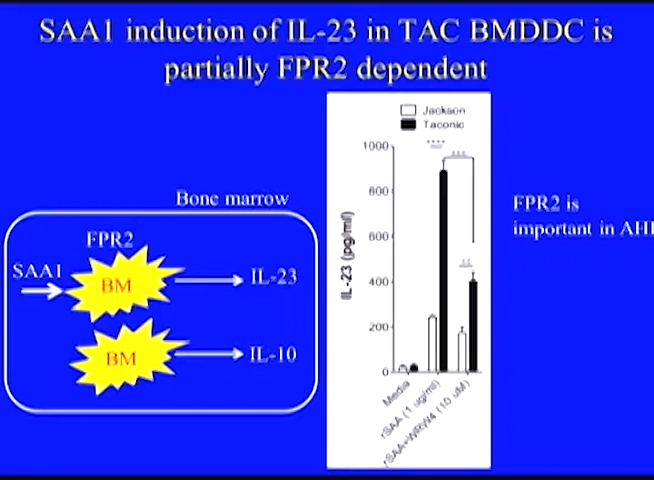 SAA1 induction of IL-23 in TAC BMDDC is
partially FPR2 dependent
Bone marrow
FPR2
SAA1
BM
IL-23
BM
IL-10
Jackson
Taconic
IL-23 (pg/ml)
1000
800
600
400
200
0
Media
rSAA (1 ug/ml)
rSAA+WRW4 (10 uM)
FPR2 is
important in AH